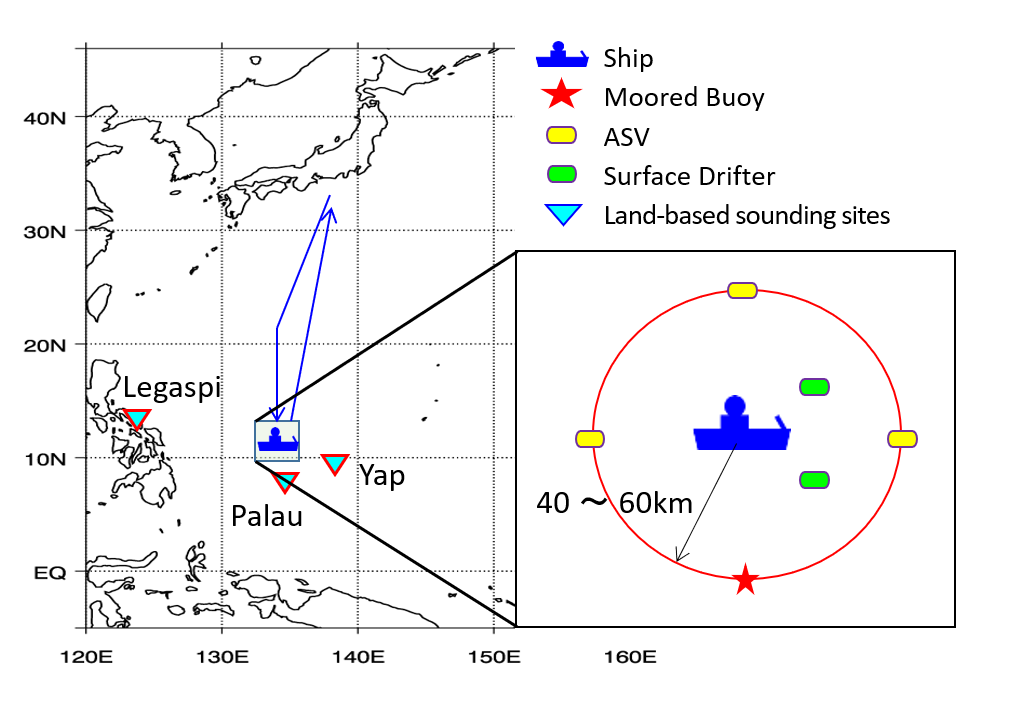 Ship
Moored Buoy
ASV
Surface Drifter
Land-based sounding sites
40N
30N
20N
10N
EQ
Legaspi
Yap
Palau
40 ～ 60km
120E 130E 140E 150E 160E